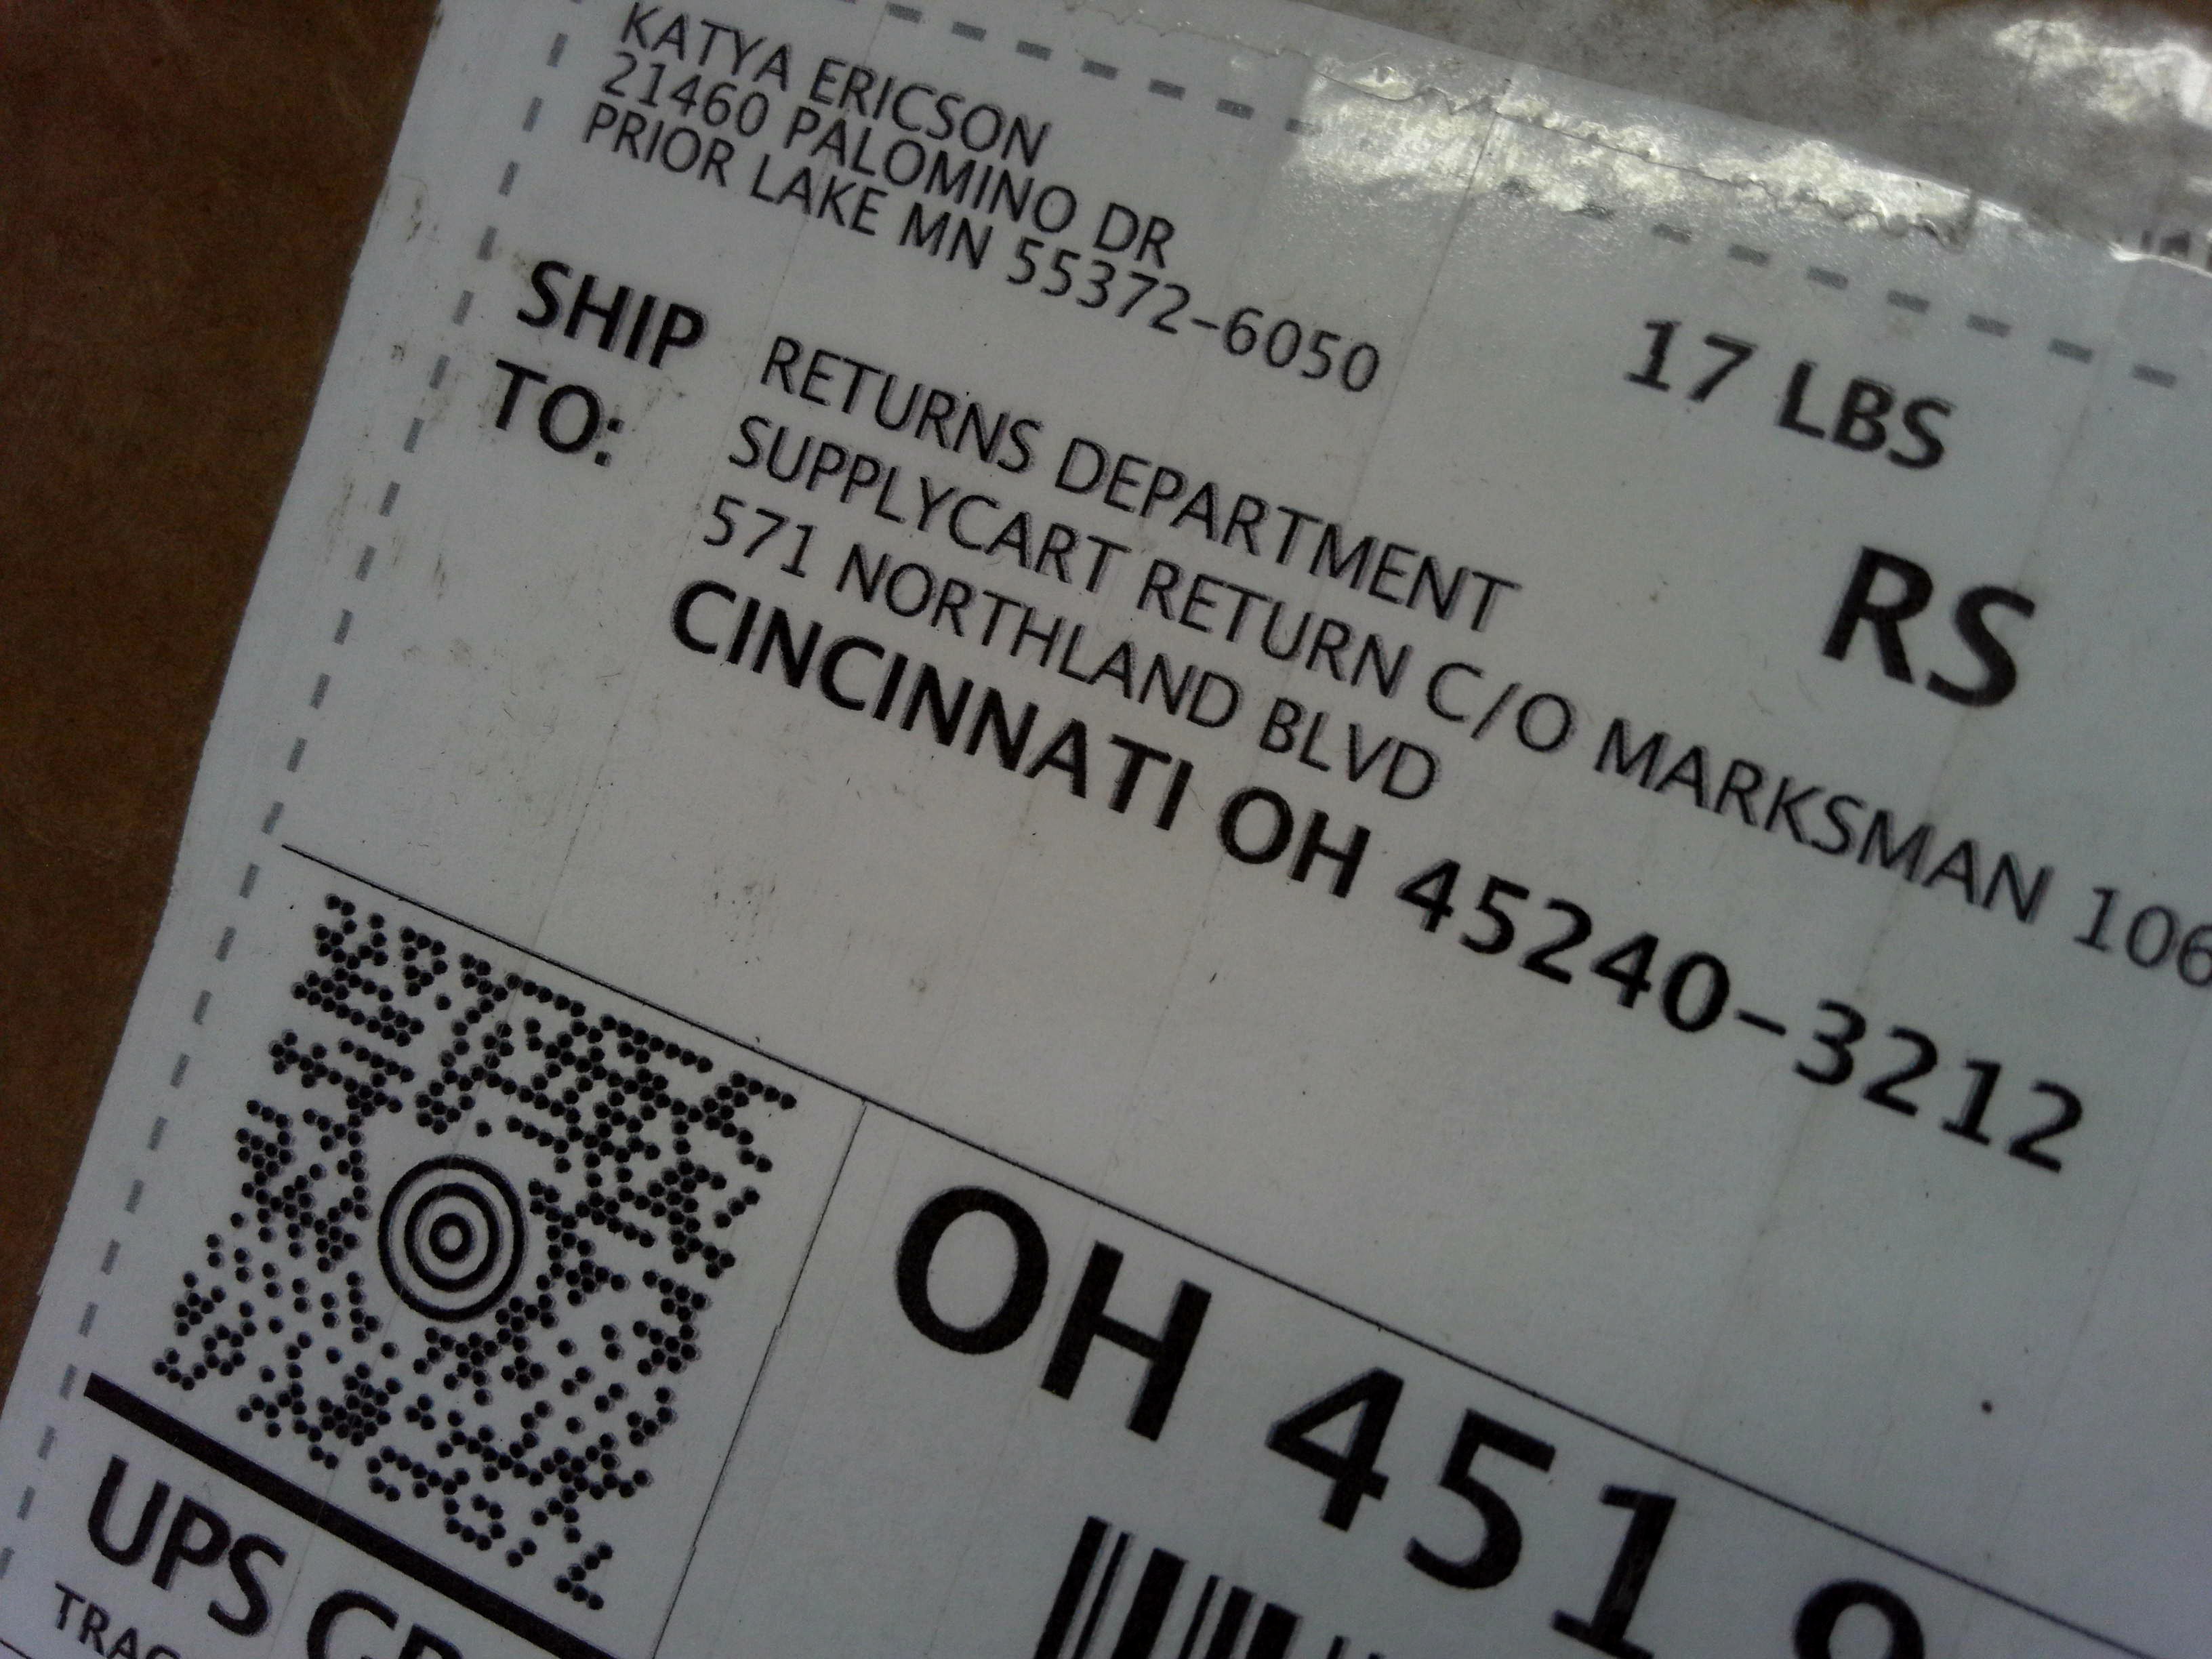 KATYA ERICSON
21460 PALOMINO DR
PRIOR LAKE MN 55372-6050
17 LBS
RS
SHIP
TO:
RETURNS DEPARTMENT
SUPPLYCART RETURN C/O MARKSMAN 106
571 NORTHLAND BLVD
CINCINNATI OH 45240-3212
OH 451
UPS